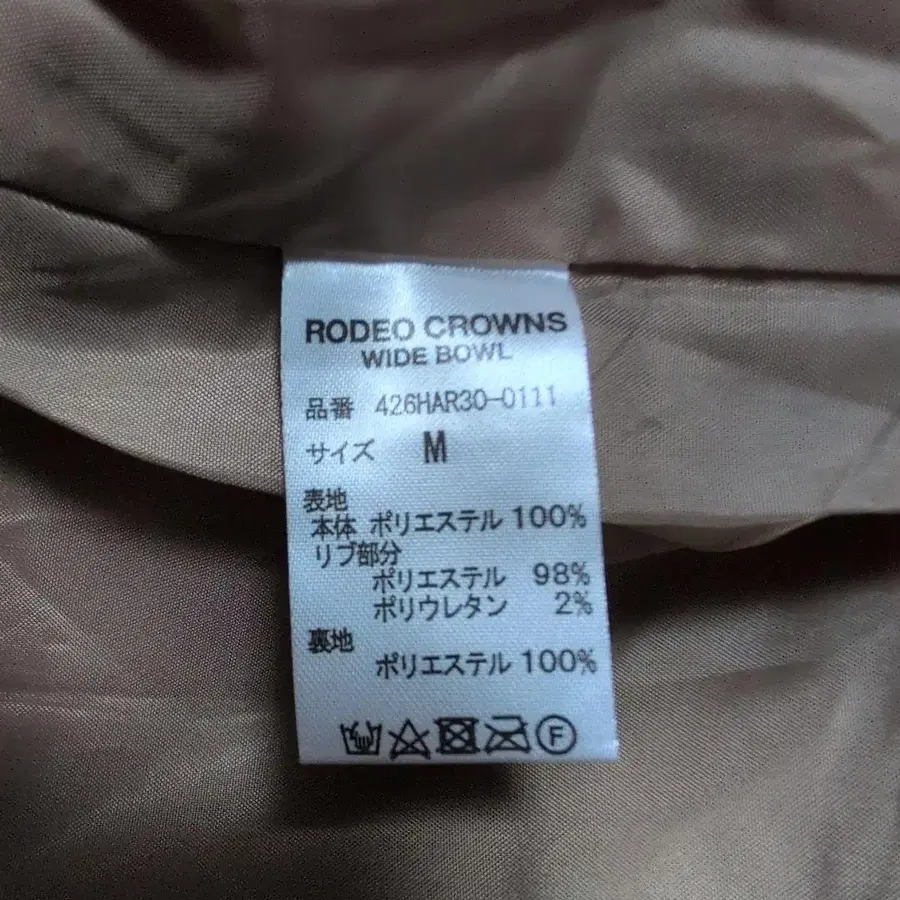 RODEO CROWNS
WIDE BOWL
品番 426HAR30-0111
サイズ M
表地
本体 ポリエステル 100%
リブ部分
ポリエステル 98%
ポリウレタン 2%
裏地
ポリエステル 100%
F